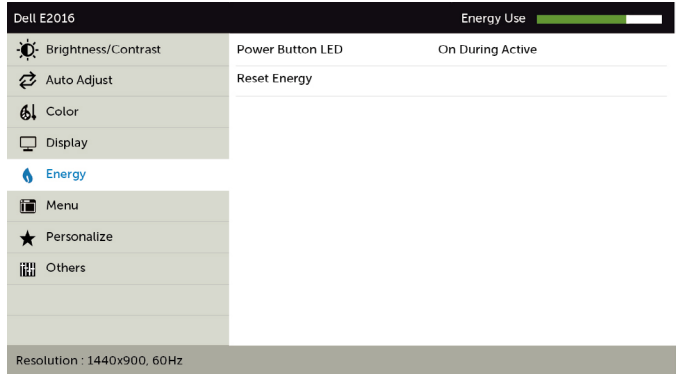 Dell E2016 Energy Use
Brightness/Contrast Power Button LED On During Active
Auto Adjust Reset Energy
Color
Display
Energy
Menu
Personalize
Others
Resolution : 1440x900, 60Hz